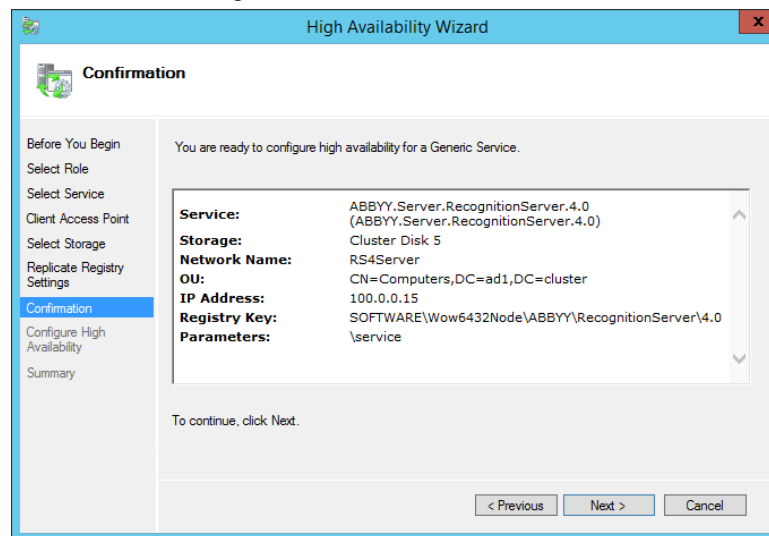 High Availability Wizard
x
Confirmation
Before You Begin
Select Role
Select Service
Client Access Point
Select Storage
Replicate Registry
Settings
Confirmation
Configure High
Availability
Summary
You are ready to configure high availability for a Generic Service.
Service: ABBYY.Server.RecognitionServer.4.0
(ABBYY.Server.RecognitionServer.4.0)
Storage: Cluster Disk 5
Network Name: RS4Server
OU: CN=Computers,DC=ad1,DC=cluster
IP Address: 100.0.0.15
Registry Key: SOFTWARE\Wow6432Node\ABBYY\RecognitionServer\4.0
Parameters: \service
To continue, click Next.
< Previous Next > Cancel